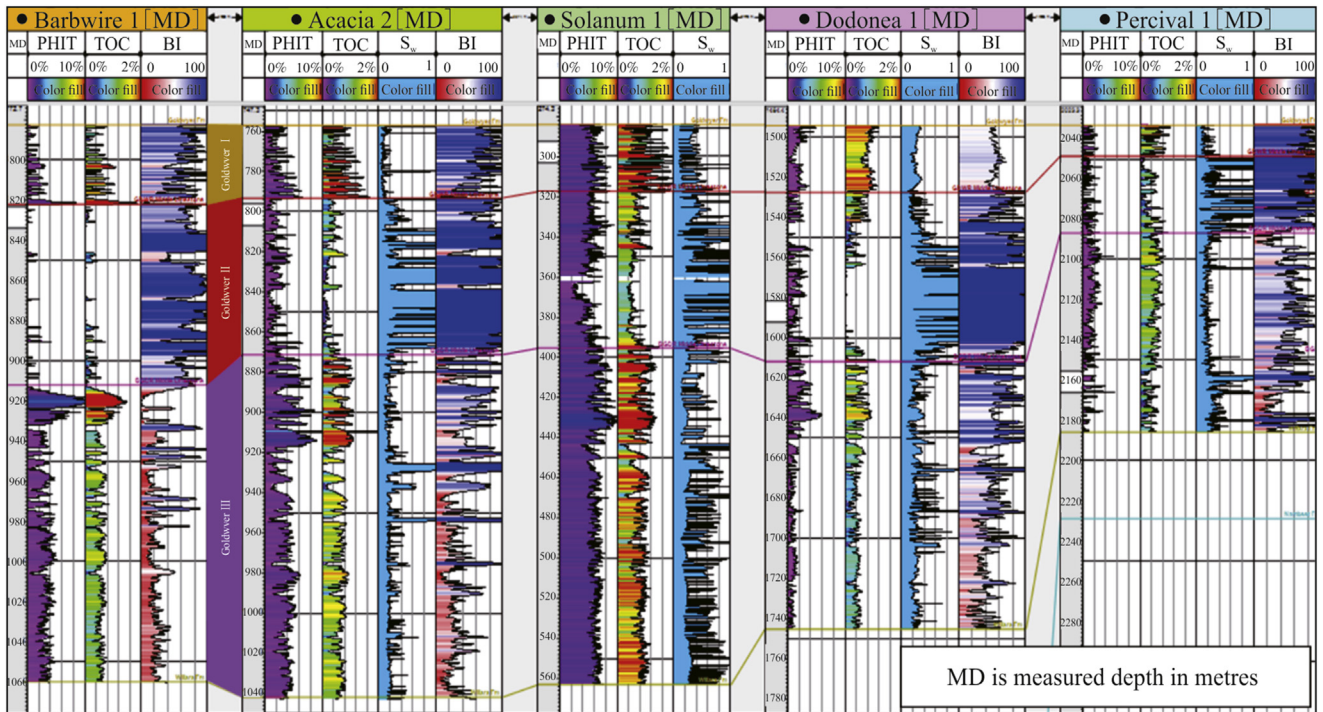 ● Barbwire 1 [MD]
● Acacia 2 [MD]
● Solanum 1 [MD]
● Dodonea 1 [MD]
● Percival 1 [MD]
MD PHIT TOC BI
MD PHIT TOC Sw BI
MD PHIT TOC Sw
MD PHIT TOC Sw BI
MD PHIT TOC Sw BI
0% 10% 0% 2% 0 100
0% 10% 0% 2% 0 1 0 100
0% 10% 0% 2% 0 1
0% 10% 0% 2% 0 1 0 100
0% 10% 0% 2% 0 1 0 100
Color fill Color fill Color fill
Color fill Color fill Color fill Color fill
Color fill Color fill Color fill
Color fill Color fill Color fill Color fill
Color fill Color fill Color fill Color fill
800
820
840
860
880
900
920
940
960
980
1000
1020
1040
1060
Goldwver I
Goldwver II
Goldwver III
760
780
800
820
840
860
880
900
920
940
960
980
1000
1020
1040
300
320
340
360
380
400
420
440
460
480
500
520
540
560
1500
1520
1540
1560
1580
1600
1620
1640
1660
1680
1700
1720
1740
1760
1780
2040
2060
2080
2100
2120
2140
2160
2180
2200
2220
2240
2260
2280
MD is measured depth in metres